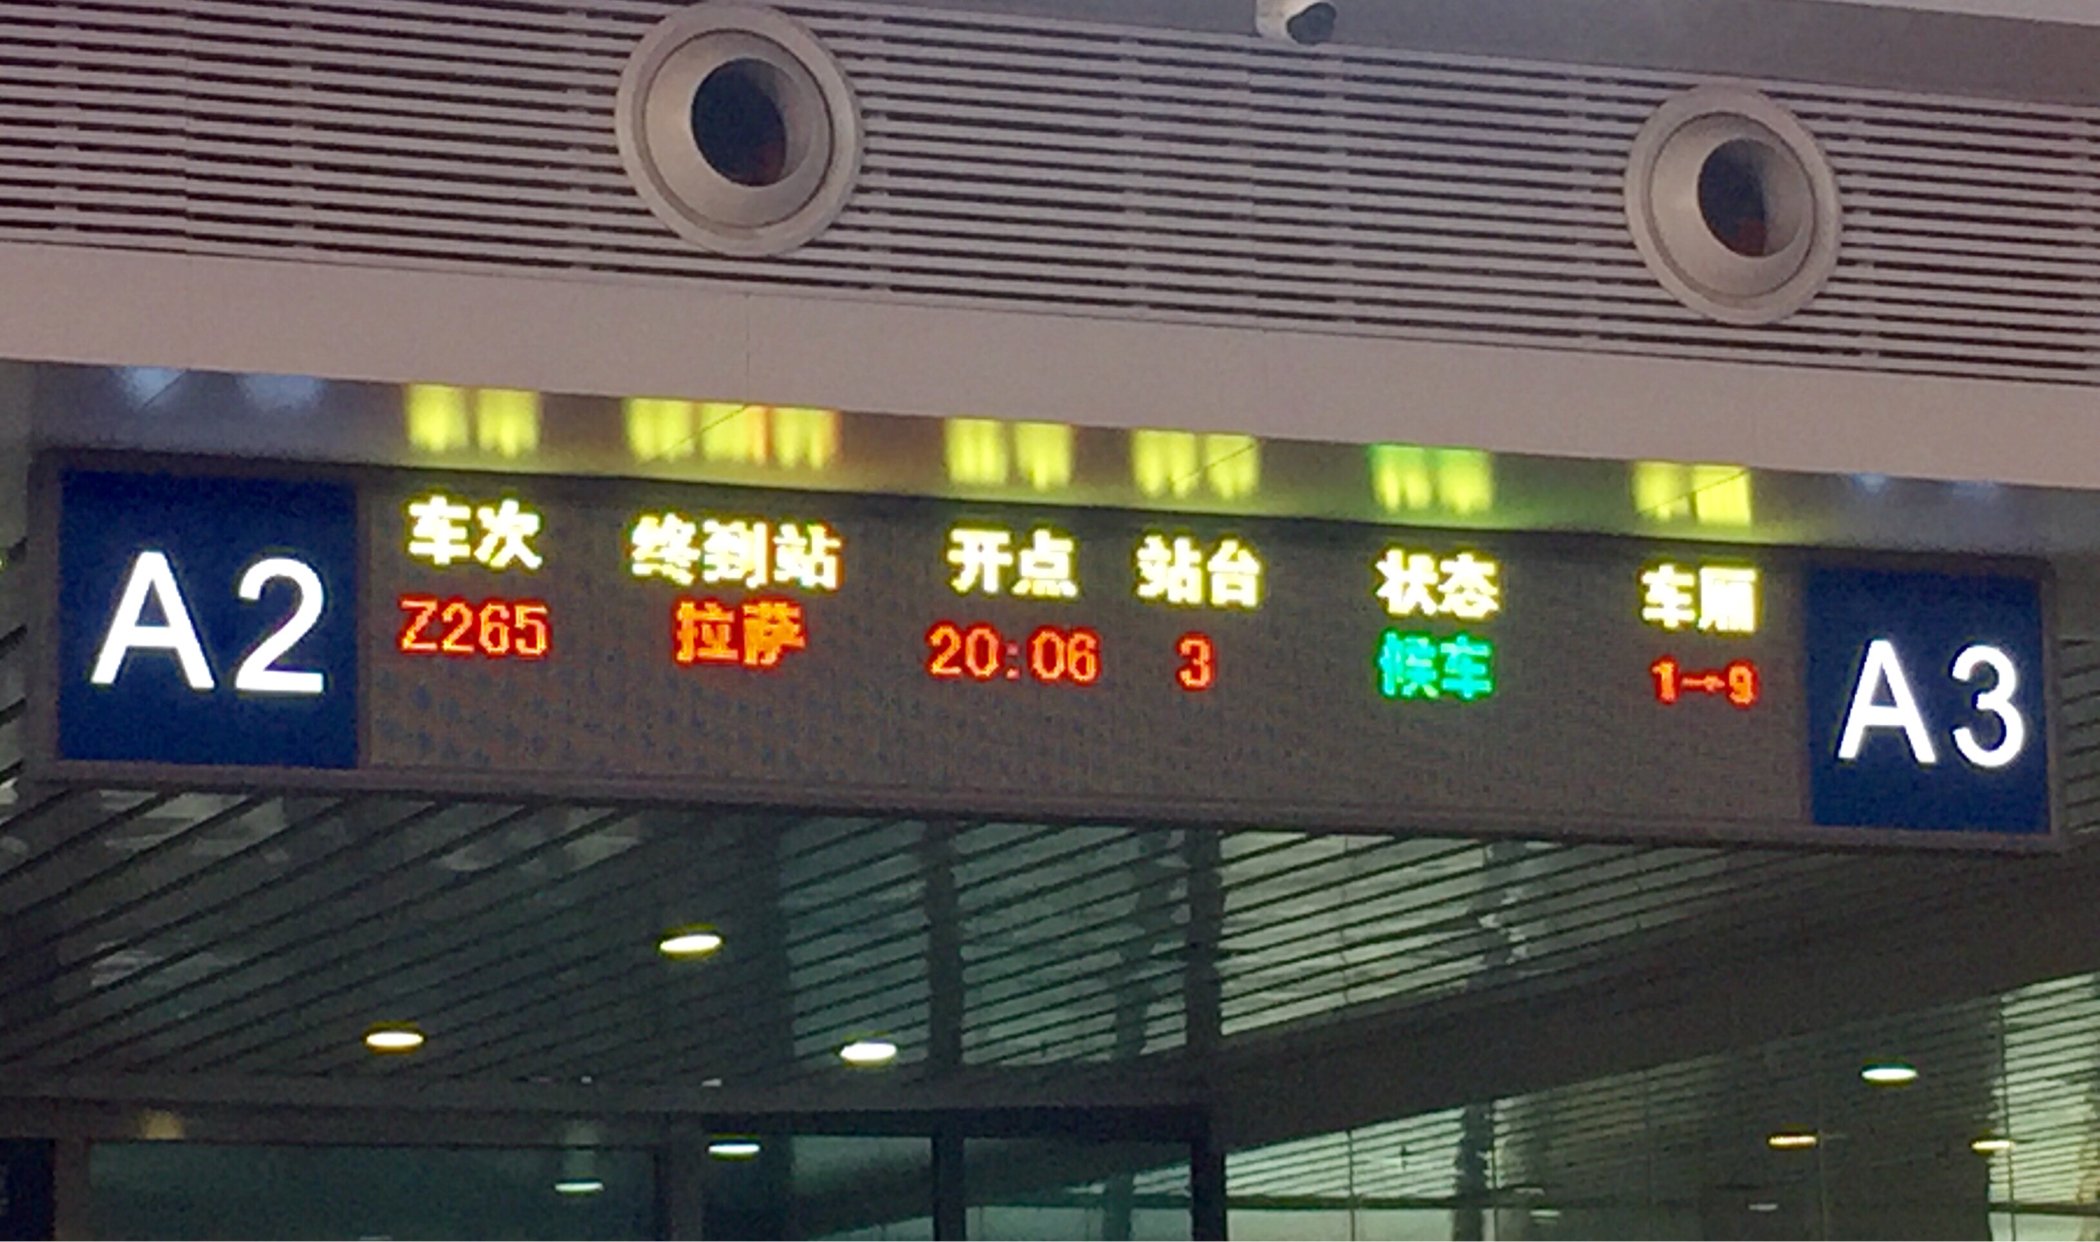 A2
车次 终到站 开点 站台 状态 车厢
Z265 拉萨 20:06 3 候车 1→9
A3